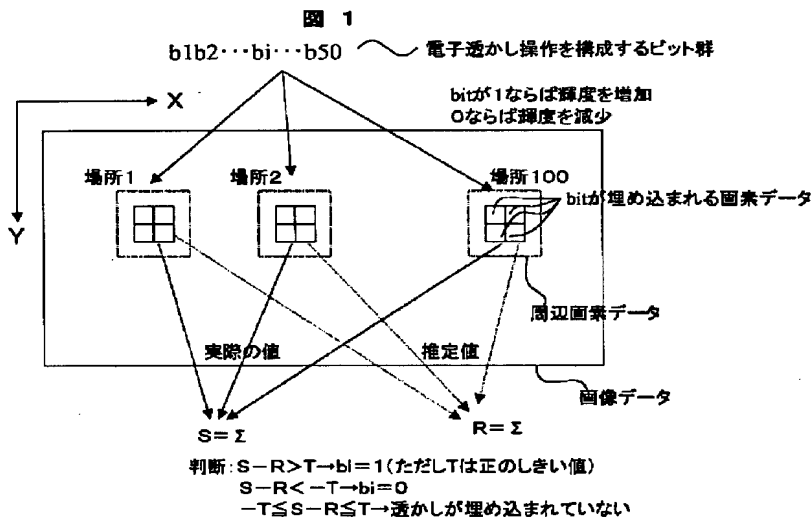 図 1
b1b2···bi···b50
電子透かし操作を構成するビット群
X
bitが1ならば輝度を増加
0ならば輝度を減少
場所1
場所2
場所100
bitが埋め込まれる画素データ
Y
周辺画素データ
実際の値
推定値
画像データ
S=Σ
R=Σ
判断:S-R>T→bi=1(ただしTは正のしきい値)
S-R<-T→bi=0
-T≦S-R≦T→透かしが埋め込まれていない